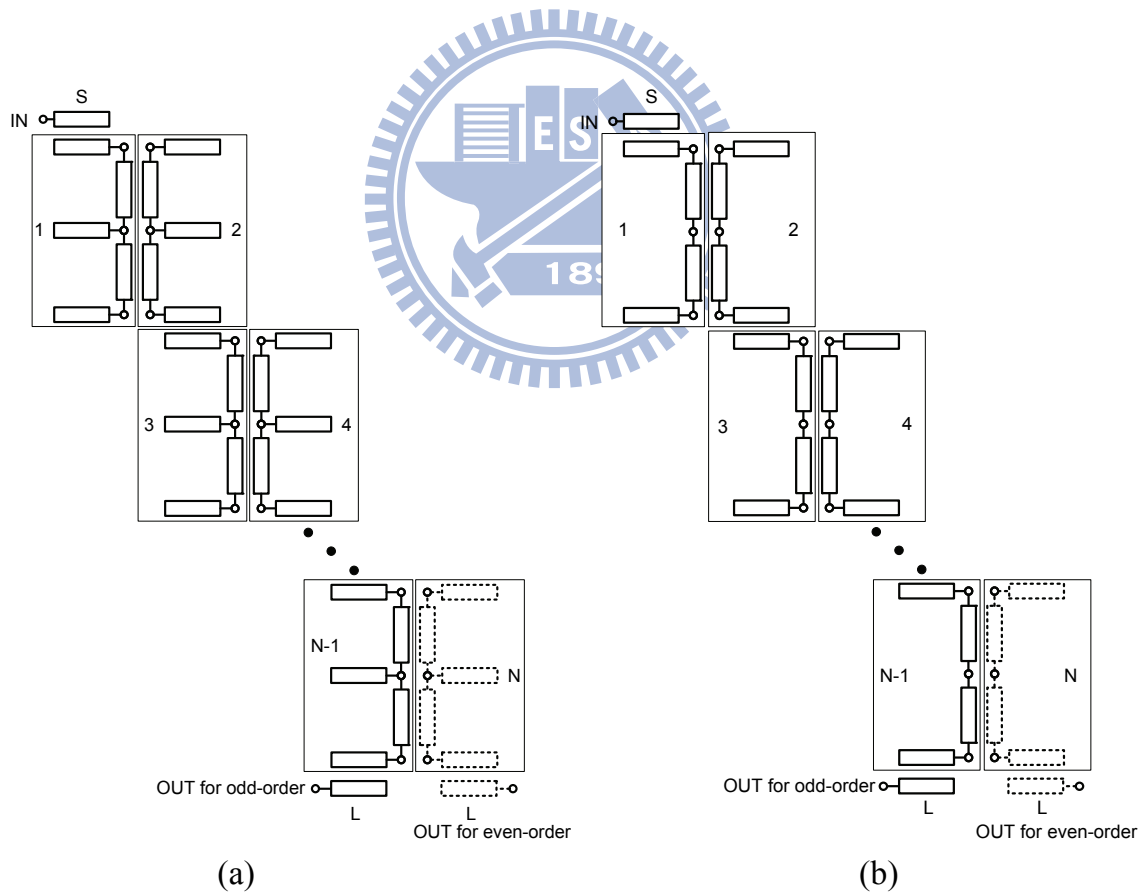 S
IN
1
2
3
4
N-1
N
OUT for odd-order
L
L
OUT for even-order
(a)
S
IN
E S
1
2
189
3
4
N-1
N
OUT for odd-order
L
L
OUT for even-order
(b)